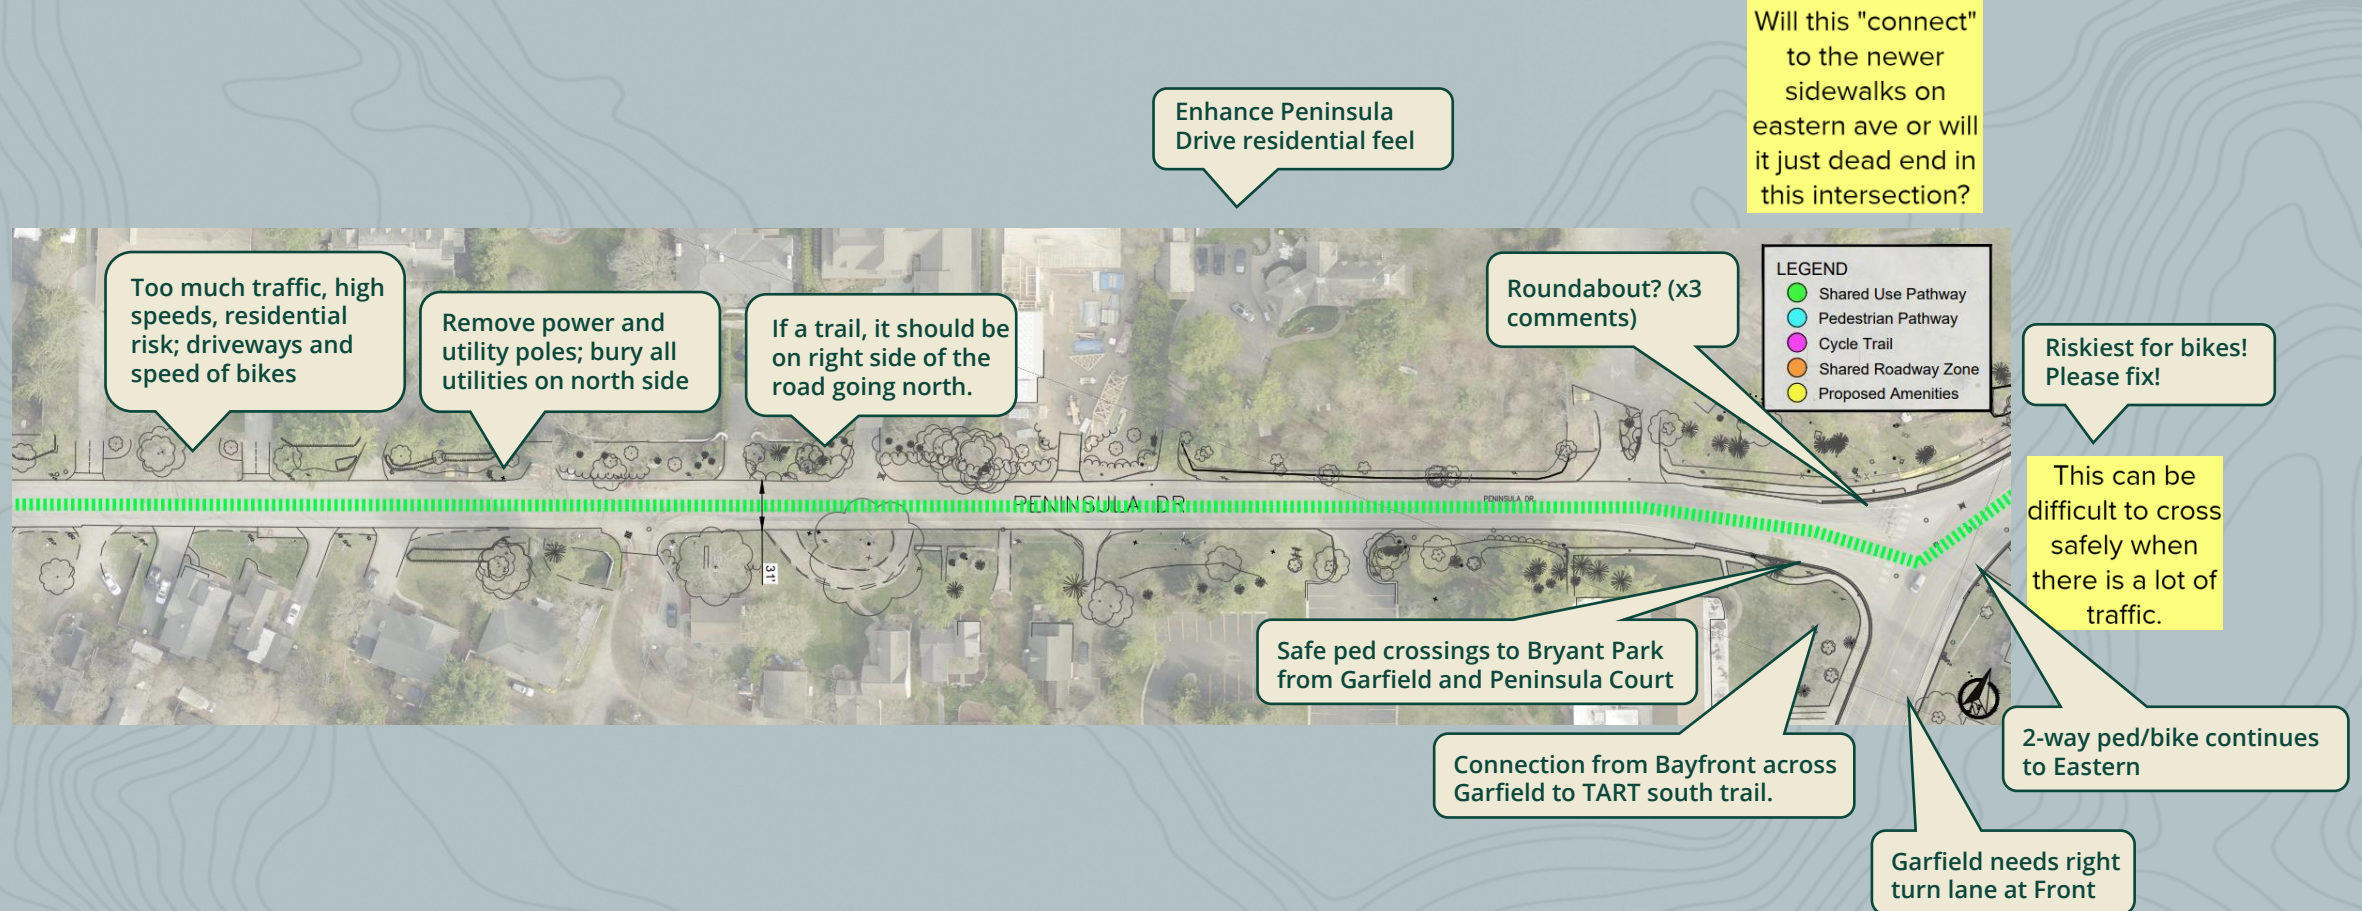 Will this "connect"
to the newer
sidewalks on
eastern ave or will
it just dead end in
this intersection?
Enhance Peninsula
Drive residential feel
Too much traffic, high
speeds, residential
risk; driveways and
speed of bikes
Remove power and
utility poles; bury all
utilities on north side
If a trail, it should be
on right side of the
road going north.
Roundabout? (x3
comments)
LEGEND
Shared Use Pathway
Pedestrian Pathway
Cycle Trail
Shared Roadway Zone
Proposed Amenities
Riskiest for bikes!
Please fix!
This can be
difficult to cross
safely when
there is a lot of
traffic.
PENINSULA DR
PENINSULA DR.
31'
Safe ped crossings to Bryant Park
from Garfield and Peninsula Court
Connection from Bayfront across
Garfield to TART south trail.
2-way ped/bike continues
to Eastern
Garfield needs right
turn lane at Front